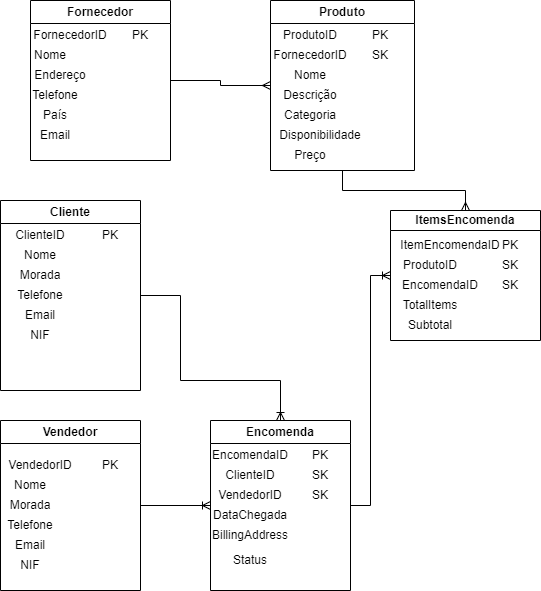 Fornecedor
FornecedorID PK
Nome
Endereço
Telefone
País
Email
Produto
ProdutoID PK
FornecedorID SK
Nome
Descrição
Categoria
Disponibilidade
Preço
Cliente
ClienteID PK
Nome
Morada
Telefone
Email
NIF
ItemsEncomenda
ItemEncomendaID PK
ProdutoID SK
EncomendaID SK
TotalItems
Subtotal
Vendedor
VendedorID PK
Nome
Morada
Telefone
Email
NIF
Encomenda
EncomendaID PK
ClienteID SK
VendedorID SK
DataChegada
BillingAddress
Status